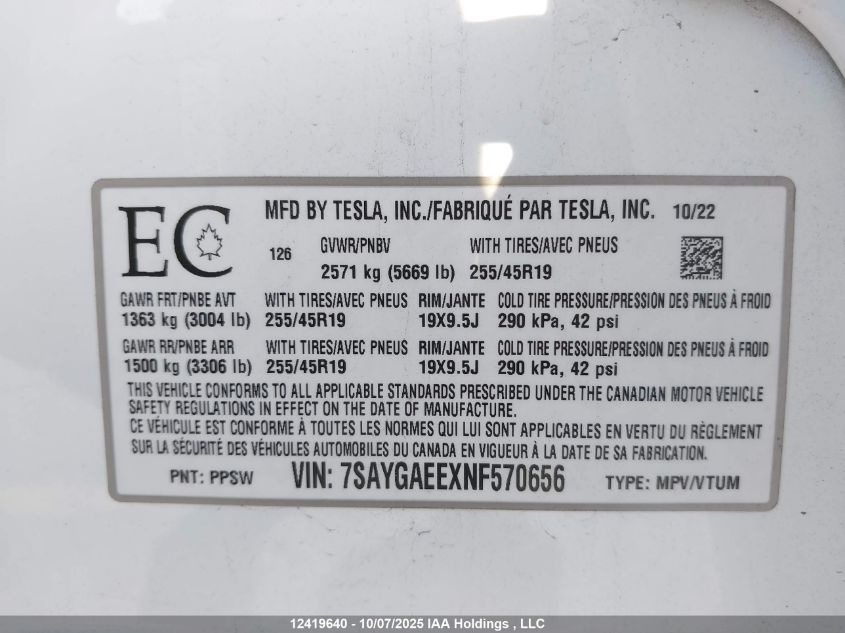 EC
MFD BY TESLA, INC./FABRIQUÉ PAR TESLA, INC. 10/22
126 GVWR/PNBV WITH TIRES/AVEC PNEUS
2571 kg (5669 lb) 255/45R19
GAWR FRT/PNBE AVT WITH TIRES/AVEC PNEUS RIM/JANTE COLD TIRE PRESSURE/PRESSION DES PNEUS À FROID
1363 kg (3004 lb) 255/45R19 19X9.5J 290 kPa, 42 psi
GAWR RR/PNBE ARR WITH TIRES/AVEC PNEUS RIM/JANTE COLD TIRE PRESSURE/PRESSION DES PNEUS À FROID
1500 kg (3306 lb) 255/45R19 19X9.5J 290 kPa, 42 psi
THIS VEHICLE CONFORMS TO ALL APPLICABLE STANDARDS PRESCRIBED UNDER THE CANADIAN MOTOR VEHICLE
SAFETY REGULATIONS IN EFFECT ON THE DATE OF MANUFACTURE.
CE VÉHICULE EST CONFORME À TOUTES LES NORMES QUI LUI SONT APPLICABLES EN VERTU DU RÈGLEMENT
SUR LA SÉCURITÉ DES VÉHICULES AUTOMOBILES DU CANADA EN VIGUEUR À LA DATE DE SA FABRICATION.
PNT: PPSW VIN: 7SAYGAEEXNF570656 TYPE: MPV/VTUM
12419640 - 10/07/2025 IAA Holdings , LLC